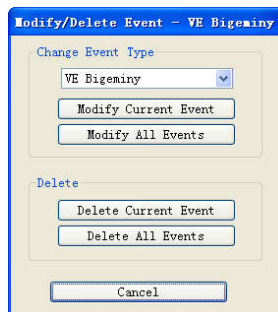 Modify/Delete Event - VE Bigeminy
Change Event Type
VE Bigeminy
Modify Current Event
Modify All Events
Delete
Delete Current Event
Delete All Events
Cancel